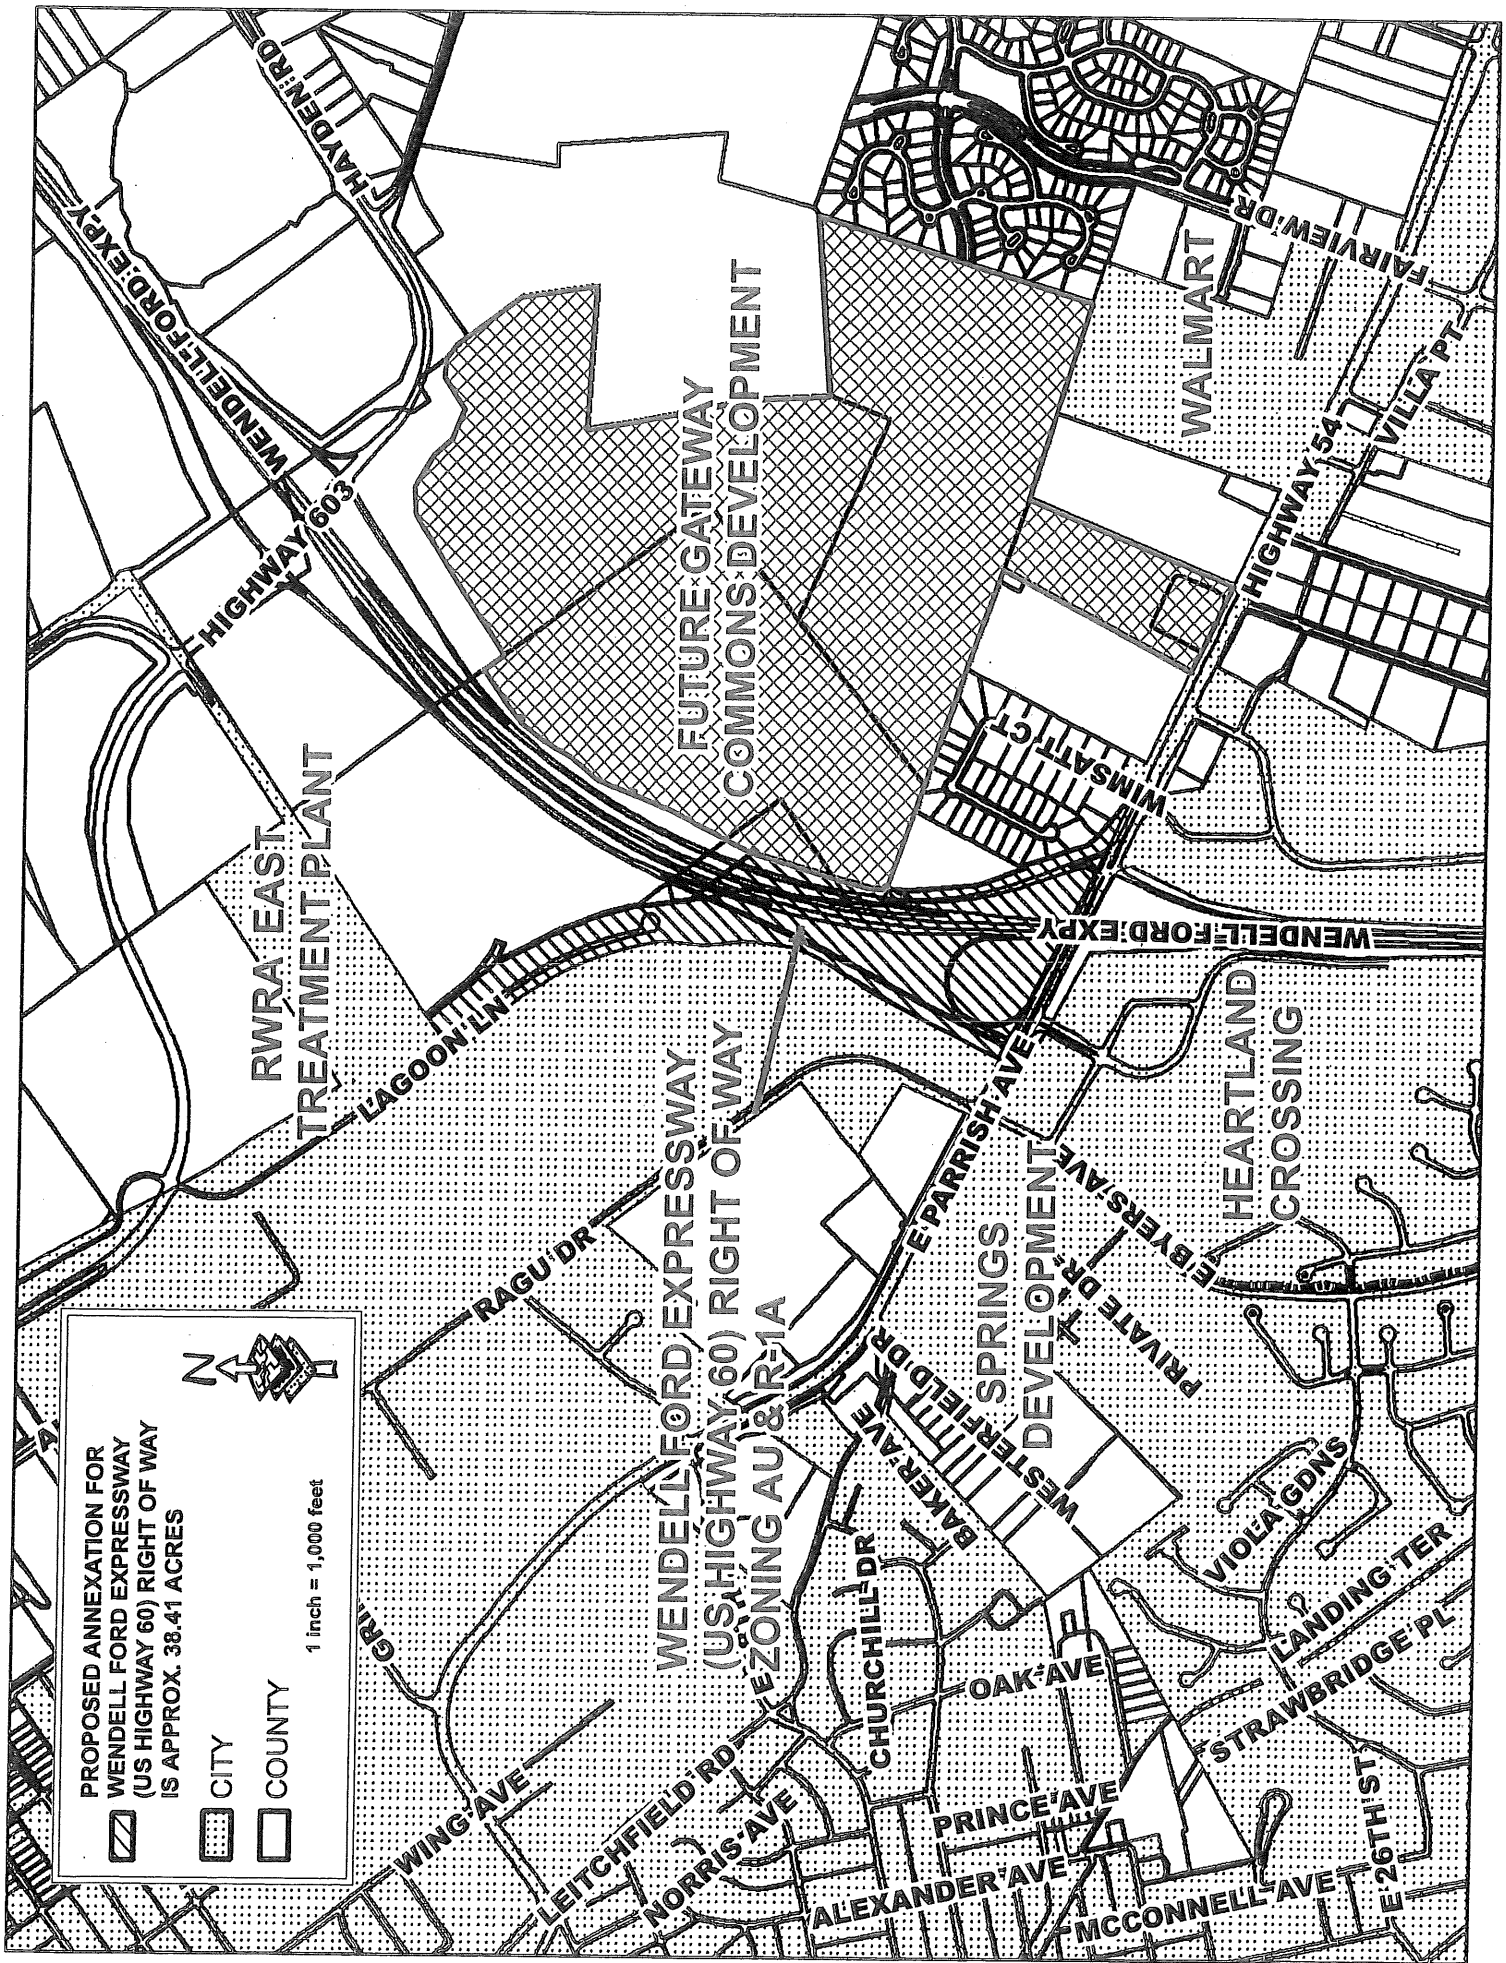 PROPOSED ANNEXATION FOR
WENDELL FORD EXPRESSWAY
(US HIGHWAY 60) RIGHT OF WAY
IS APPROX. 38.41 ACRES
CITY
COUNTY
1 inch = 1,000 feet
N
RWRA EAST
TREATMENT PLANT
HAYDEN RD
WENDELL FORD EXPY
WENDELL FORD EXPY
HIGHWAY 603
LAGOON LN
RAGU DR
WING AVE
LEITCHFIELD RD
NORRIS AVE
WENDELL FORD EXPRESSWAY
(US HIGHWAY 60) RIGHT OF WAY
ZONING AU & R-1A
FUTURE GATEWAY
COMMONS DEVELOPMENT
CHURCHILL DR
BAKER AVE
WESTERFIELD DR
E PARRISH AVE
SPRINGS
DEVELOPMENT
OAK AVE
PRINCE AVE
ALEXANDER AVE
MCCONNELL AVE
E 26TH ST
STRAWBRIDGE PL
LANDING TER
VIOLA GDNS
PRIVATE DR
E BYERS AVE
HEARTLAND
CROSSING
WENDELL FORD EXPY
WIMSATT CT
WALMART
HIGHWAY 54
VILLA PT
FAIRVIEW DR